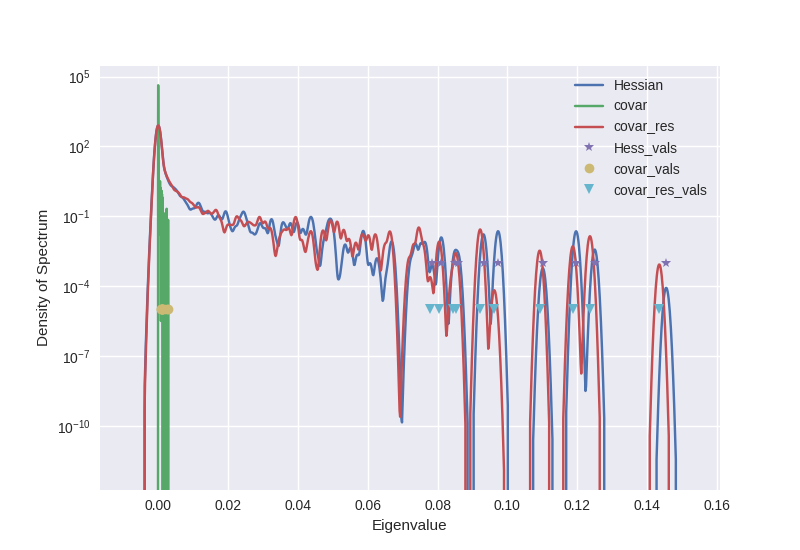 Density of Spectrum
10^5
10^2
10^-1
10^-4
10^-7
10^-10
Hessian
covar
covar_res
Hess_vals
covar_vals
covar_res_vals
0.00 0.02 0.04 0.06 0.08 0.10 0.12 0.14 0.16
Eigenvalue